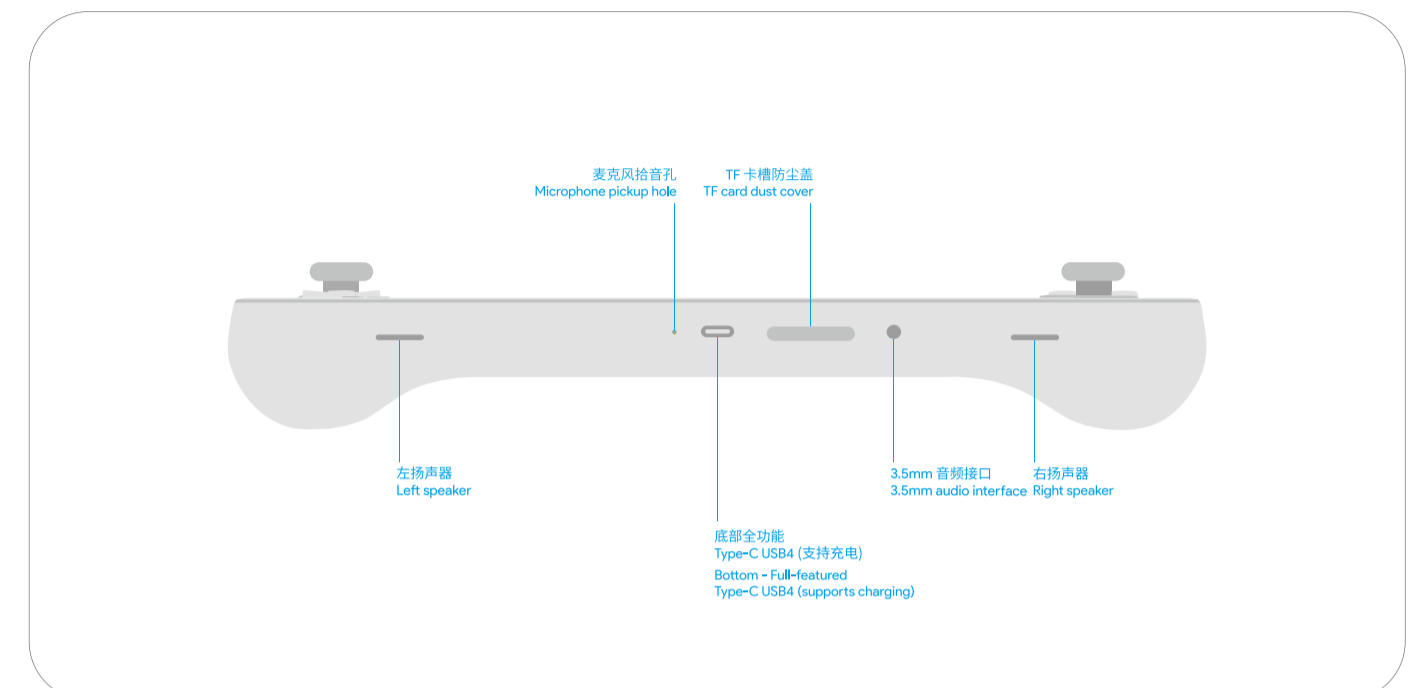 麦克风拾音孔
Microphone pickup hole
TF 卡槽防尘盖
TF card dust cover
左扬声器
Left speaker
3.5mm 音频接口
3.5mm audio interface
右扬声器
Right speaker
底部全功能
Type-C USB4 (支持充电)
Bottom - Full-featured
Type-C USB4 (supports charging)